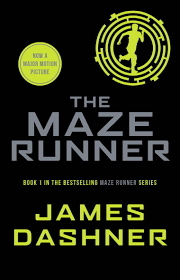 NOW A
MAJOR MOTION
PICTURE
THE
MAZE
RUNNER
BOOK 1 IN THE BESTSELLING MAZE RUNNER SERIES
JAMES
DASHNER